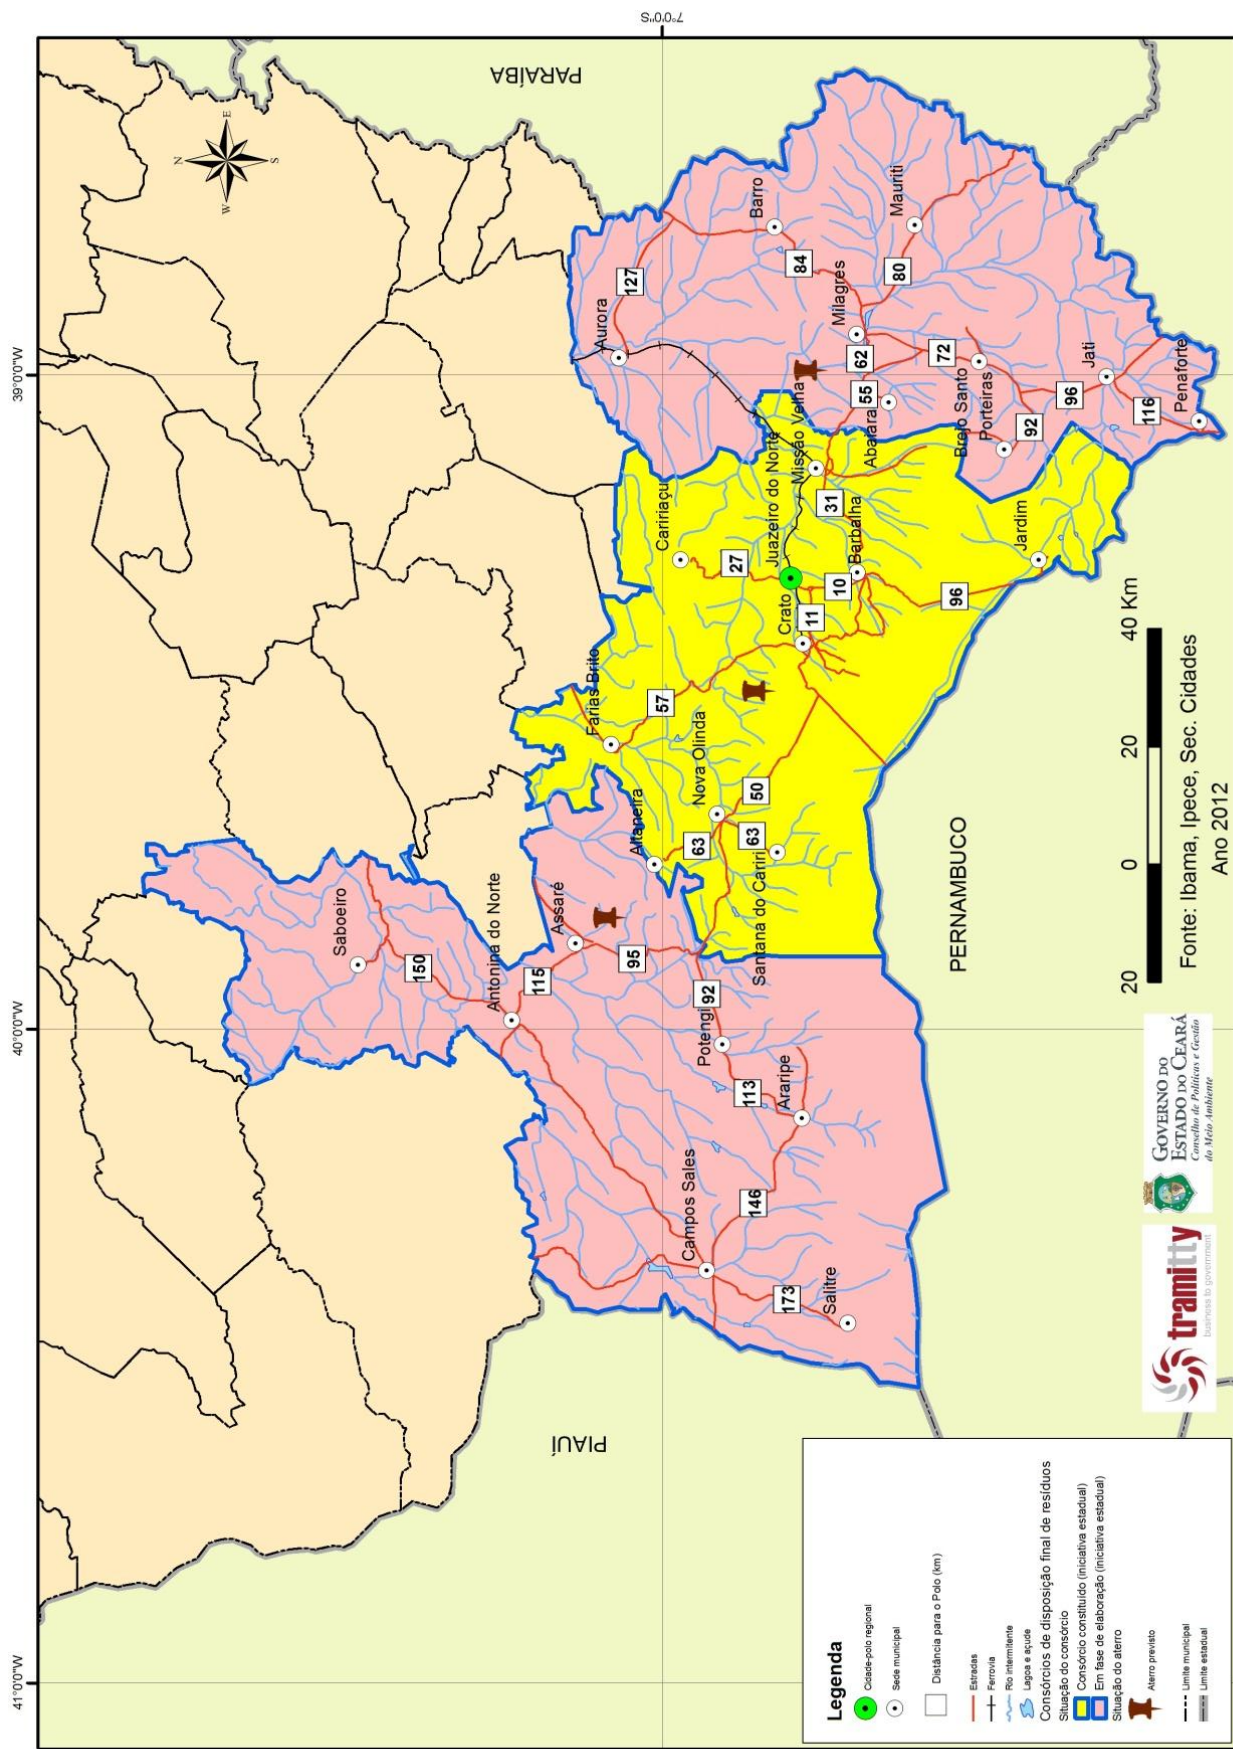 41°0'0"W
40°0'0"W
39°0'0"W
7°0'0"S
N
W
E
S
PARAÍBA
PIAUÍ
PERNAMBUCO
Saboeiro
150
Antonina do Norte
115
Assaré
95
Altaneira
63
Nova Olinda
63
50
Santana do Cariri
Potengi
92
113
Araripe
146
Campos Sales
173
Salitre
Farias Brito
57
Crato
11
Caririaçu
27
Juazeiro do Norte
10
Barbalha
31
Missão Velha
96
Jardim
Aurora
127
Barro
84
Milagres
62
55
Abaiara
80
Mauriti
72
Brejo Santo
Porteiras
92
96
Jati
116
Penaforte
Legenda
Cidade-polo regional
Sede municipal
Distância para o Polo (km)
Estradas
Ferrovia
Rio intermitente
Lagoa e açude
Consórcios de disposição final de resíduos
Situação do consórcio
Consórcio constituído (iniciativa estadual)
Em fase de elaboração (iniciativa estadual)
Situação do aterro
Aterro previsto
Limite municipal
Limite estadual
tramitty
business to government
GOVERNO DO
ESTADO DO CEARÁ
Conselho de Políticas e Gestão
do Meio Ambiente
20 0 20 40 Km
Fonte: Ibama, Ipece, Sec. Cidades
Ano 2012